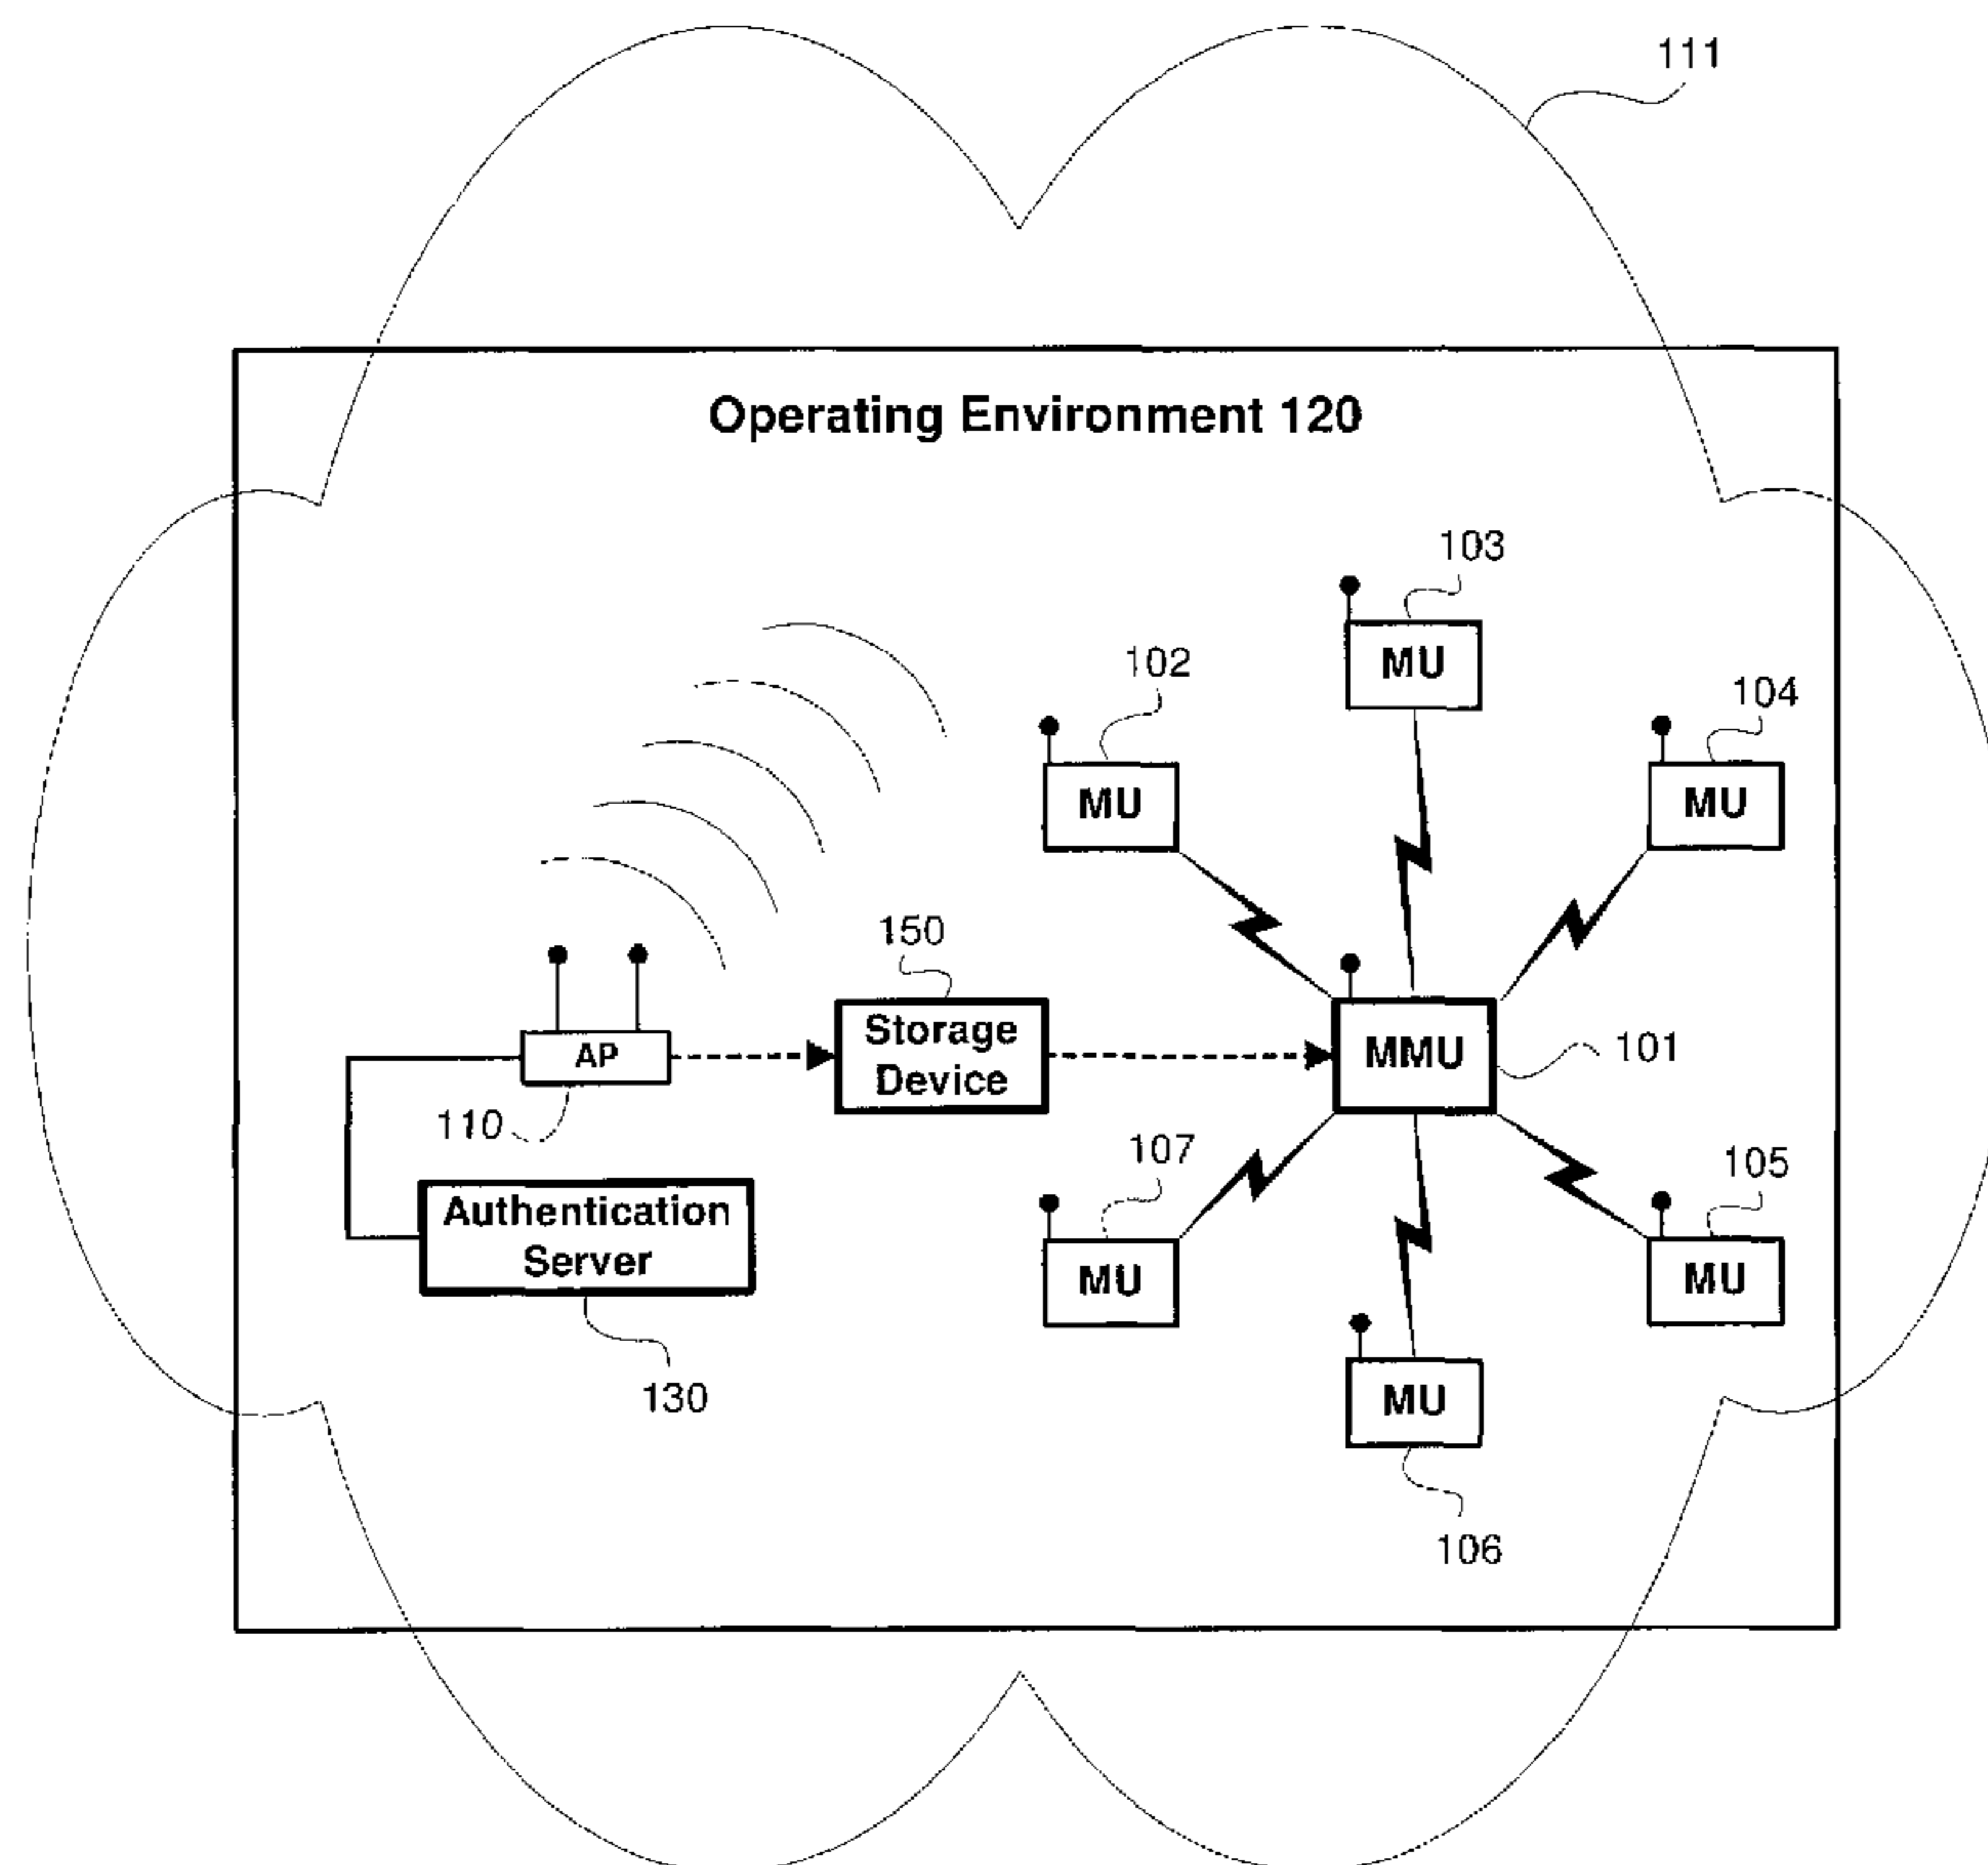 111
Operating Environment 120
103
MU
102
104
MU
MU
150
Storage
Device
AP
MMU
101
110
107
105
Authentication
Server
MU
MU
130
MU
106